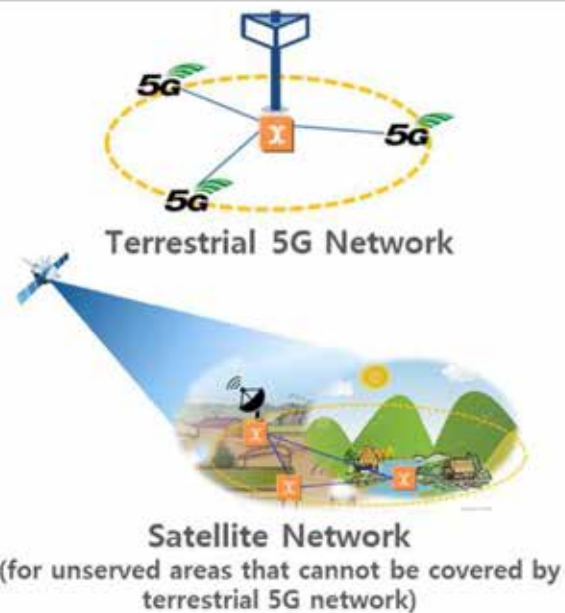 5G
5G
5G
Terrestrial 5G Network
Satellite Network
(for unserved areas that cannot be covered by
terrestrial 5G network)